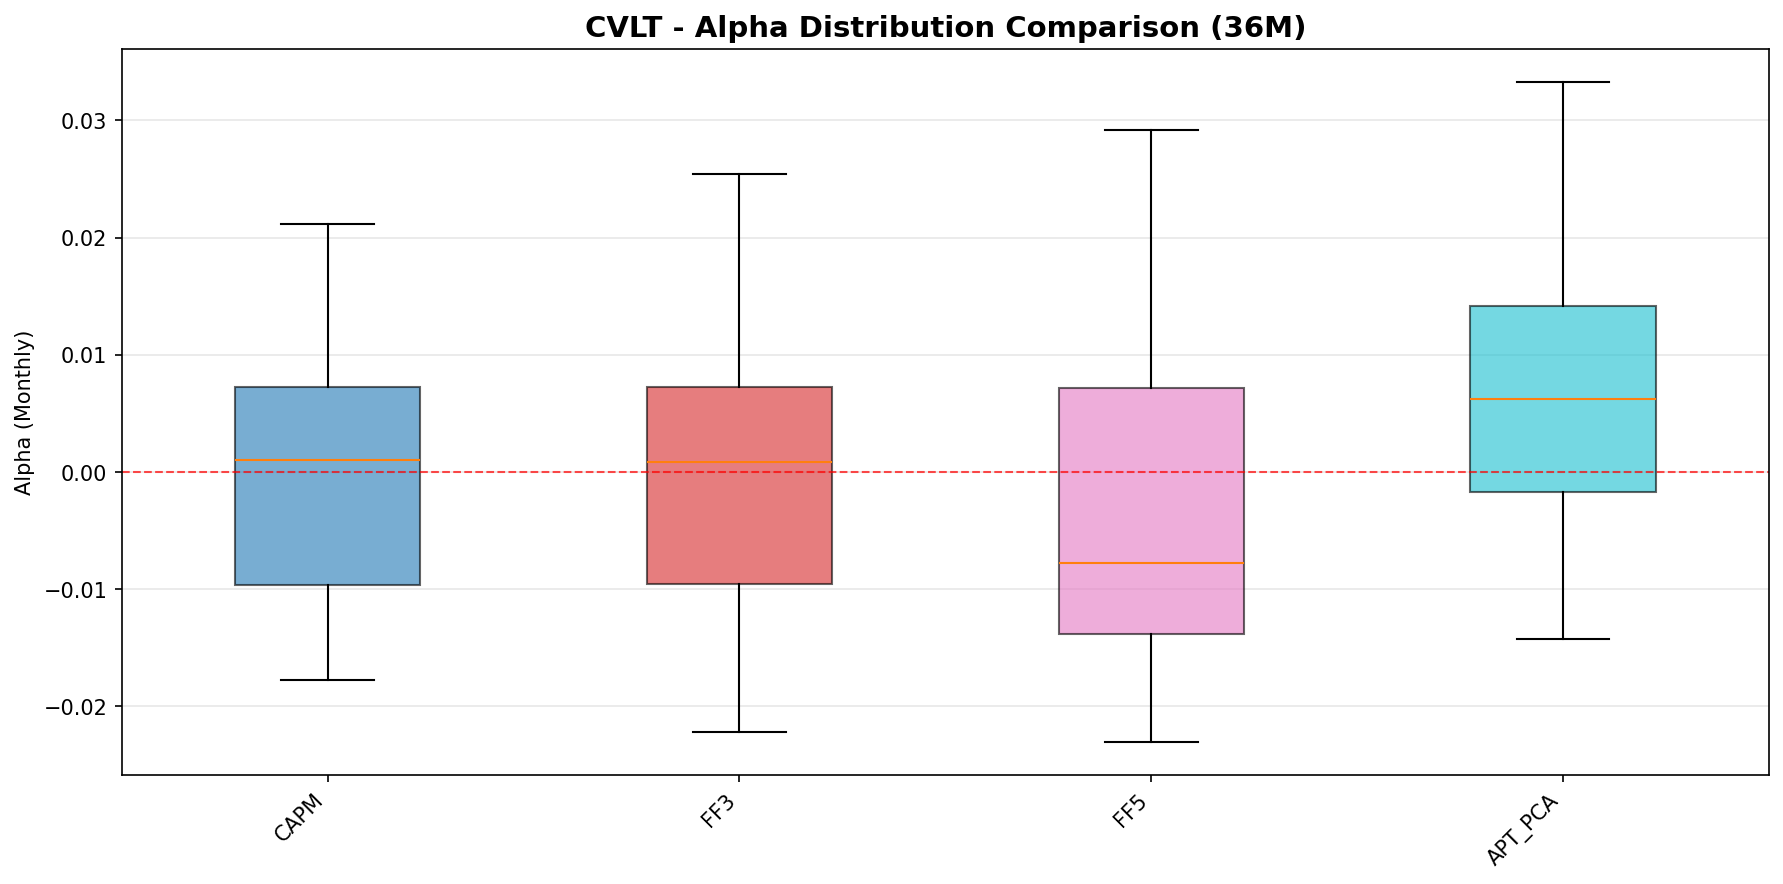 CVLT - Alpha Distribution Comparison (36M)
Alpha (Monthly)
0.03
0.02
0.01
0.00
−0.01
−0.02
CAPM
FF3
FF5
APT_PCA